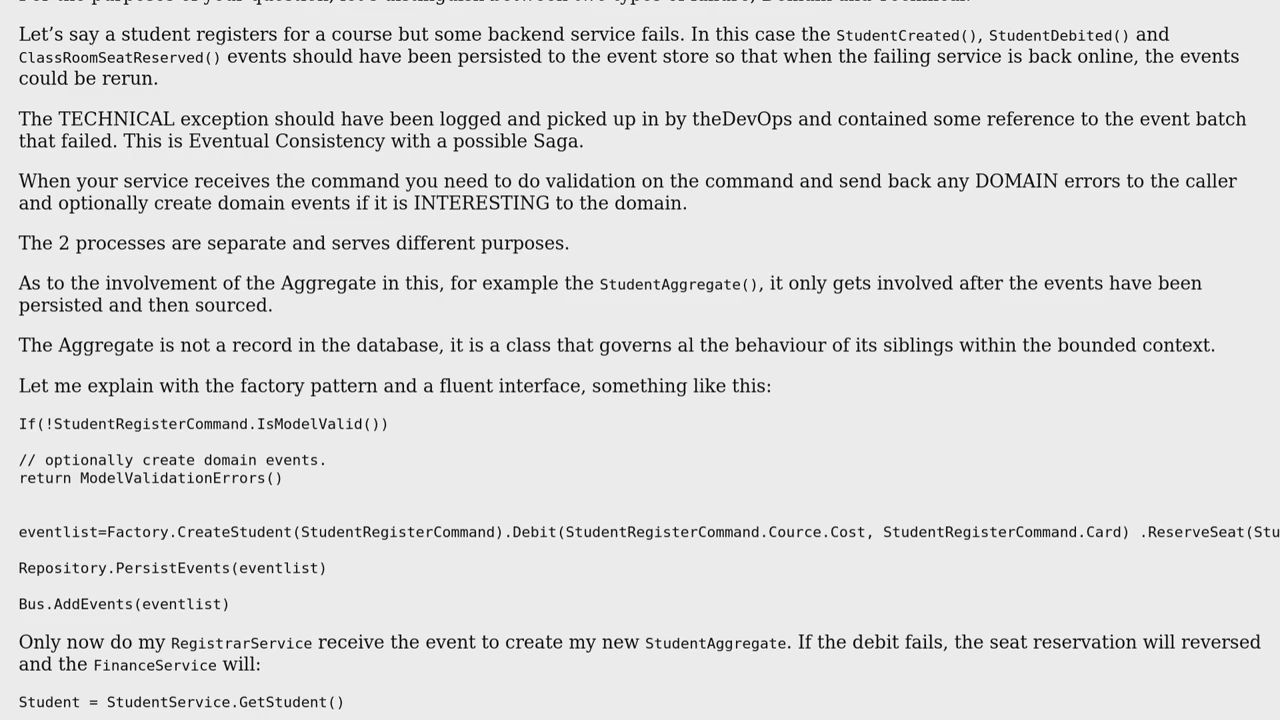 Let’s say a student registers for a course but some backend service fails. In this case the StudentCreated(), StudentDebited() and
ClassRoomSeatReserved() events should have been persisted to the event store so that when the failing service is back online, the events
could be rerun.
The TECHNICAL exception should have been logged and picked up in by theDevOps and contained some reference to the event batch
that failed. This is Eventual Consistency with a possible Saga.
When your service receives the command you need to do validation on the command and send back any DOMAIN errors to the caller
and optionally create domain events if it is INTERESTING to the domain.
The 2 processes are separate and serves different purposes.
As to the involvement of the Aggregate in this, for example the StudentAggregate(), it only gets involved after the events have been
persisted and then sourced.
The Aggregate is not a record in the database, it is a class that governs al the behaviour of its siblings within the bounded context.
Let me explain with the factory pattern and a fluent interface, something like this:
If(!StudentRegisterCommand.IsModelValid())
// optionally create domain events.
return ModelValidationErrors()
eventlist=Factory.CreateStudent(StudentRegisterCommand).Debit(StudentRegisterCommand.Cource.Cost, StudentRegisterCommand.Card) .ReserveSeat(Stu
Repository.PersistEvents(eventlist)
Bus.AddEvents(eventlist)
Only now do my RegistrarService receive the event to create my new StudentAggregate. If the debit fails, the seat reservation will reversed
and the FinanceService will:
Student = StudentService.GetStudent()